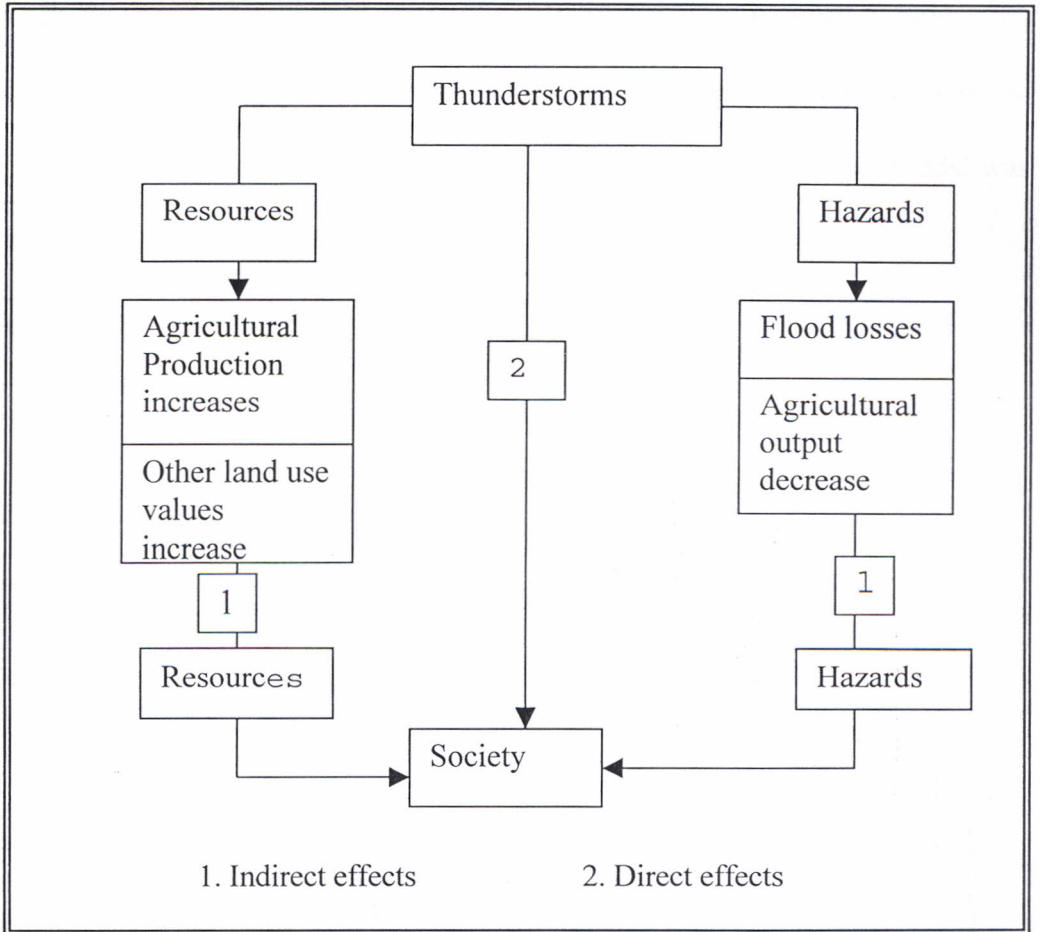 Thunderstorms
Resources
Hazards
Agricultural
Production
increases
Other land use
values
increase
1
Resources
2
Flood losses
Agricultural
output
decrease
1
Hazards
Society
1. Indirect effects
2. Direct effects